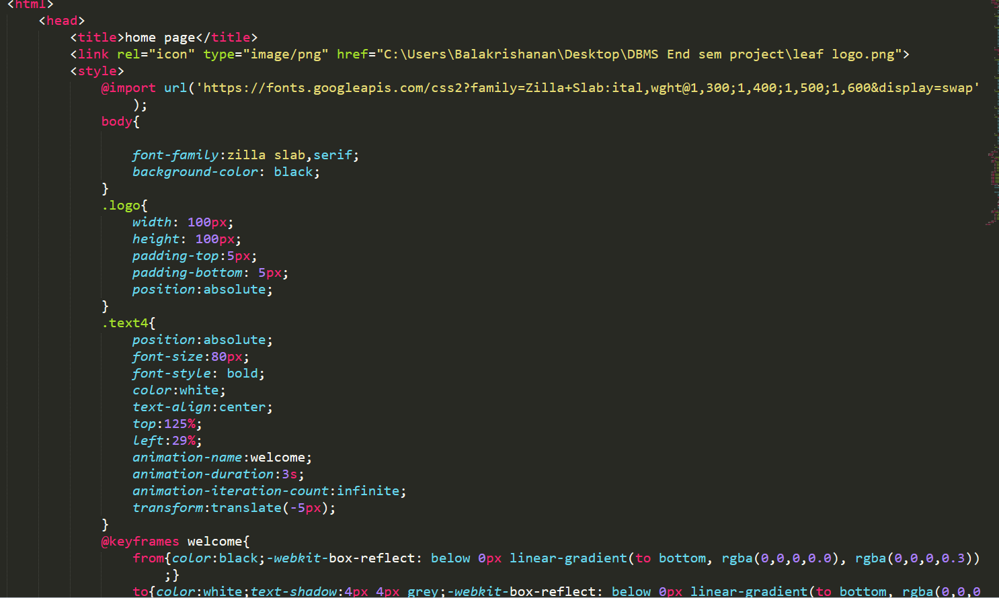 <html>
<head>
<title>home page</title>
<link rel="icon" type="image/png" href="C:\Users\Balakrishanan\Desktop\DBMS End sem project\leaf logo.png">
<style>
@import url('https://fonts.googleapis.com/css2?family=Zilla+Slab:ital,wght@1,300;1,400;1,500;1,600&display=swap'
);
body{
font-family:zilla slab,serif;
background-color: black;
}
.logo{
width: 100px;
height: 100px;
padding-top:5px;
padding-bottom: 5px;
position:absolute;
}
.text4{
position:absolute;
font-size:80px;
font-style: bold;
color:white;
text-align:center;
top:125%;
left:29%;
animation-name:welcome;
animation-duration:3s;
animation-iteration-count:infinite;
transform:translate(-5px);
}
@keyframes welcome{
from{color:black;-webkit-box-reflect: below 0px linear-gradient(to bottom, rgba(0,0,0,0.0), rgba(0,0,0,0.3))
;}
to{color:white;text-shadow:4px 4px grey;-webkit-box-reflect: below 0px linear-gradient(to bottom, rgba(0,0,0